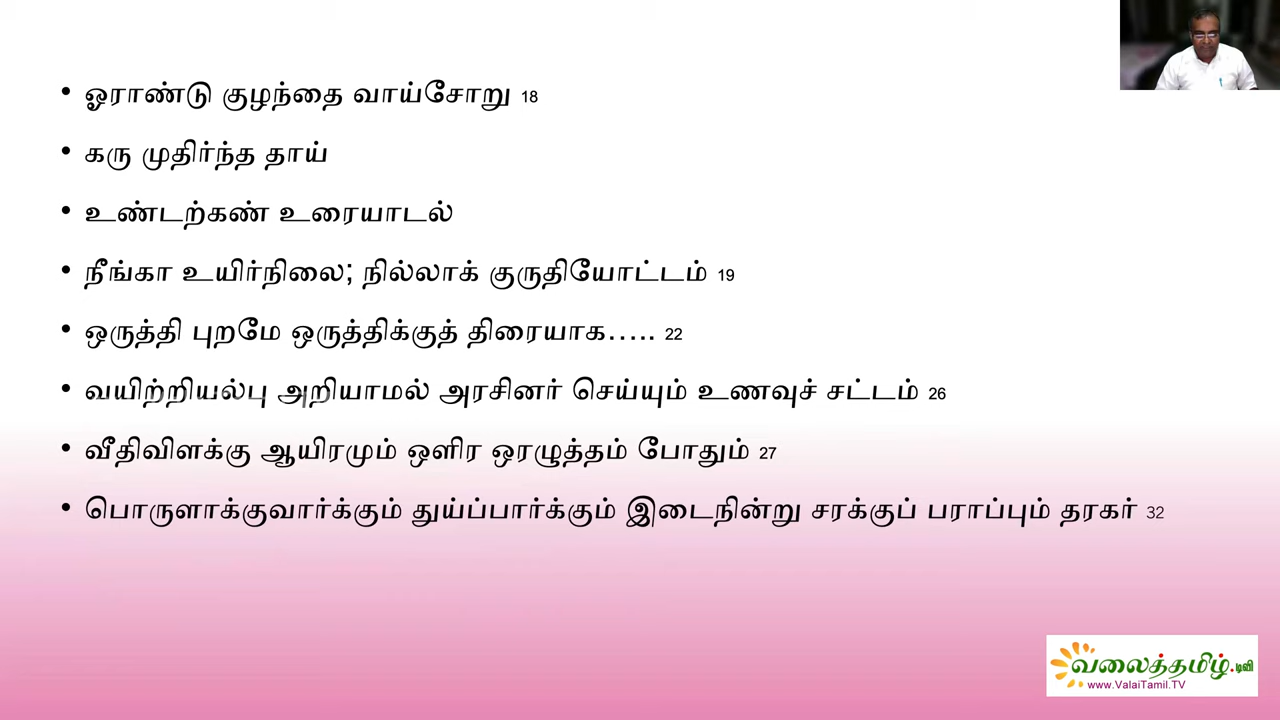 • ஓராண்டு குழந்தை வாய்சோறு 18
• கரு முதிர்ந்த தாய்
• உண்டற்கண் உரையாடல்
• நீங்கா உயிர்நிலை; நில்லாக் குருதியோட்டம் 19
• ஒருத்தி புறமே ஒருத்திக்குத் திரையாக..... 22
• வயிற்றியல்பு அறியாமல் அரசினர் செய்யும் உணவுச் சட்டம் 26
• வீதிவிளக்கு ஆயிரமும் ஒளிர ஒரழுத்தம் போதும் 27
• பொருளாக்குவார்க்கும் துய்ப்பார்க்கும் இடைநின்று சரக்குப் பராப்பும் தரகர் 32
வலைத்தமிழ்.டிவி
www.ValaiTamil.TV